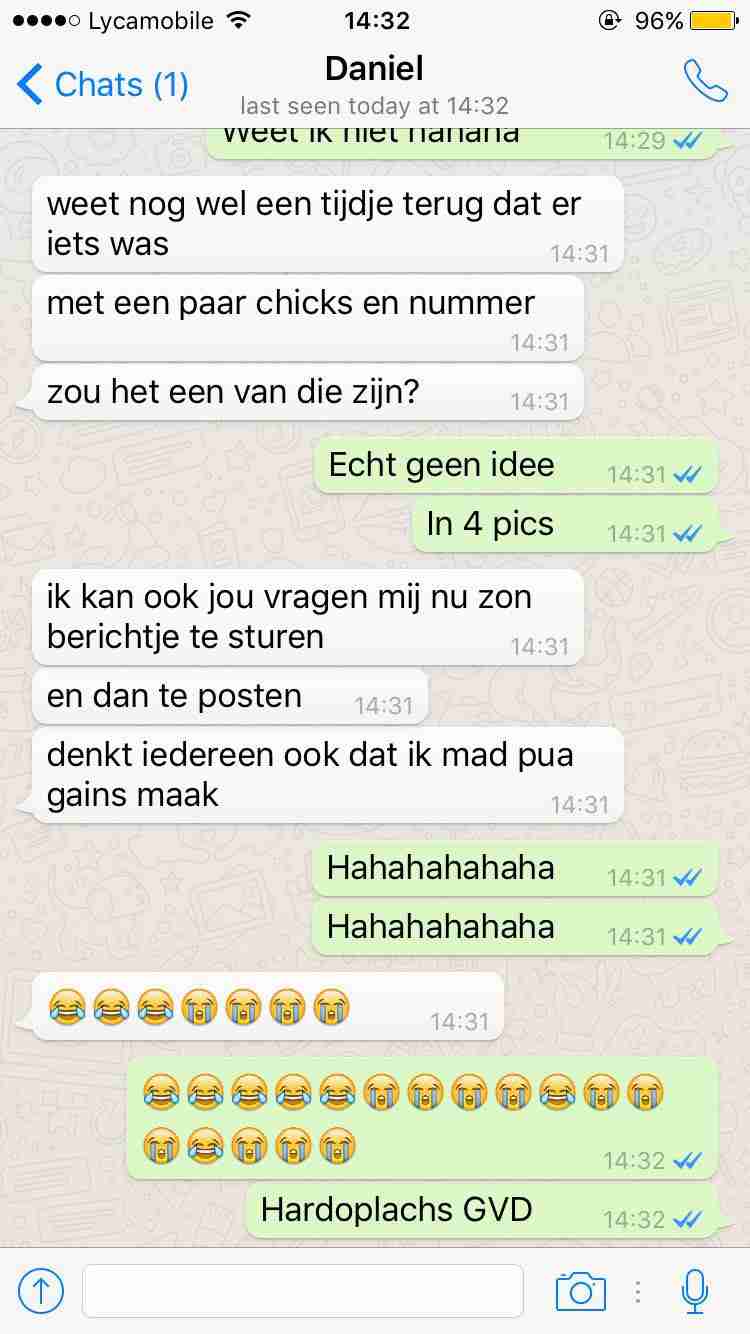 Lycamobile 14:32 96%
Chats (1) Daniel
last seen today at 14:32
Weet ik niet hahaha 14:29
weet nog wel een tijdje terug dat er
iets was 14:31
met een paar chicks en nummer
14:31
zou het een van die zijn? 14:31
Echt geen idee 14:31
In 4 pics 14:31
ik kan ook jou vragen mij nu zon
berichtje te sturen 14:31
en dan te posten 14:31
denkt iedereen ook dat ik mad pua
gains maak 14:31
Hahahahahaha 14:31
Hahahahahaha 14:31
😂😂😂😭😭😭😭 14:31
😂😂😂😂😂😭😭😭😭😂😭😭
😭😂😭😭😭 14:32
Hardoplachs GVD 14:32